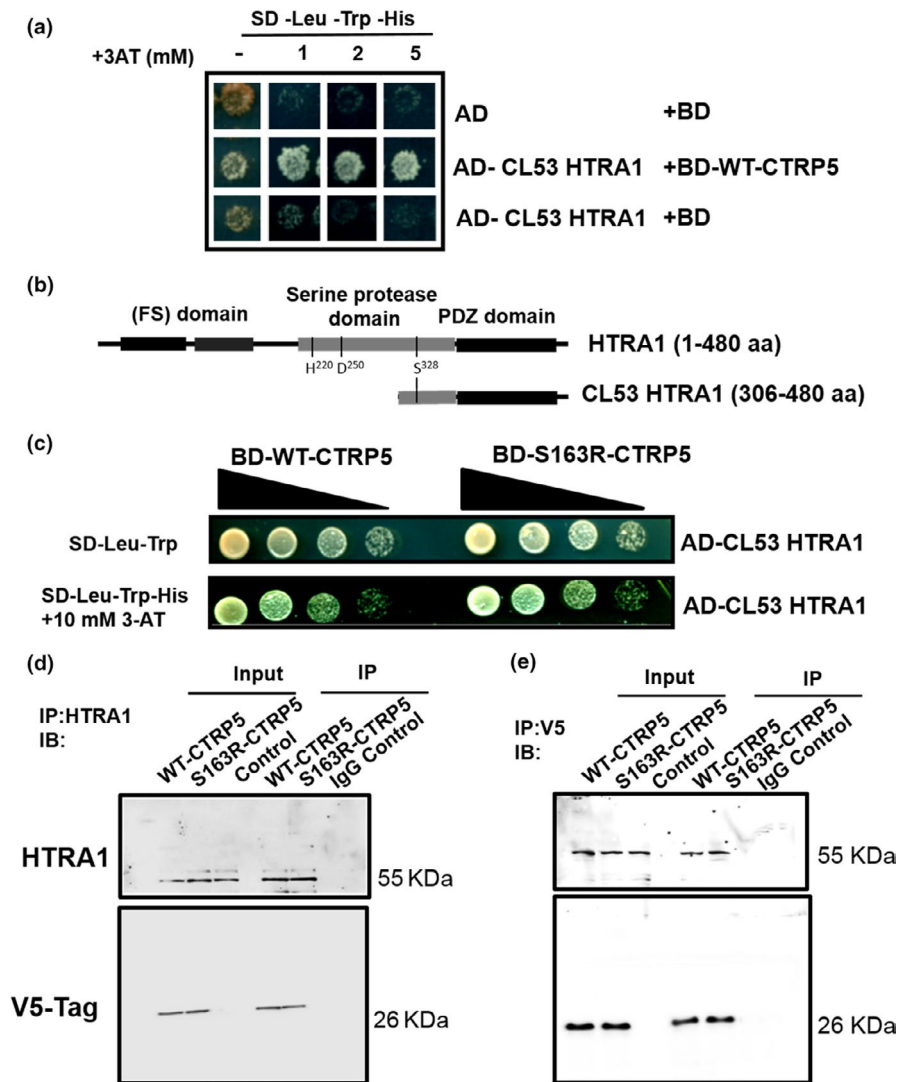 (a)
SD -Leu -Trp -His
+3AT (mM) - 1 2 5
AD +BD
AD- CL53 HTRA1 +BD-WT-CTRP5
AD- CL53 HTRA1 +BD
(b)
(FS) domain
Serine protease
domain
PDZ domain
HTRA1 (1-480 aa)
H220 D250 S328
CL53 HTRA1 (306-480 aa)
(c)
BD-WT-CTRP5 BD-S163R-CTRP5
SD-Leu-Trp AD-CL53 HTRA1
SD-Leu-Trp-His
+10 mM 3-AT
AD-CL53 HTRA1
(d)
Input IP
IP:HTRA1
IB:
WT-CTRP5
S163R-CTRP5
Control
WT-CTRP5
S163R-CTRP5
IgG Control
HTRA1
55 KDa
V5-Tag
26 KDa
(e)
Input IP
IP:V5
IB:
WT-CTRP5
S163R-CTRP5
Control
WT-CTRP5
S163R-CTRP5
IgG Control
55 KDa
26 KDa